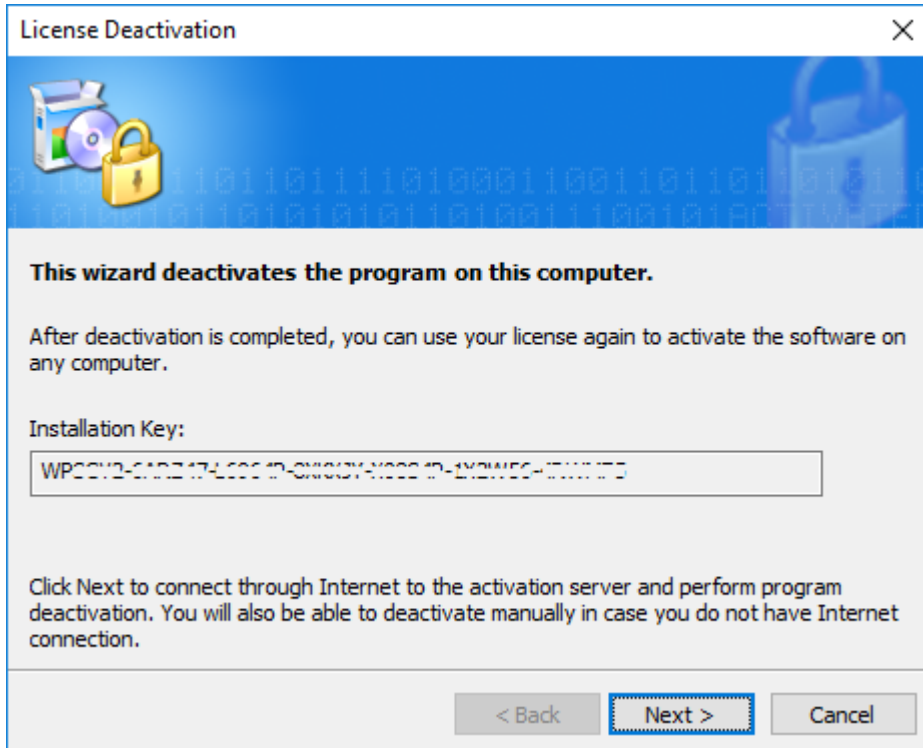 License Deactivation
This wizard deactivates the program on this computer.
After deactivation is completed, you can use your license again to activate the software on
any computer.
Installation Key:
Click Next to connect through Internet to the activation server and perform program
deactivation. You will also be able to deactivate manually in case you do not have Internet
connection.
< Back
Next >
Cancel